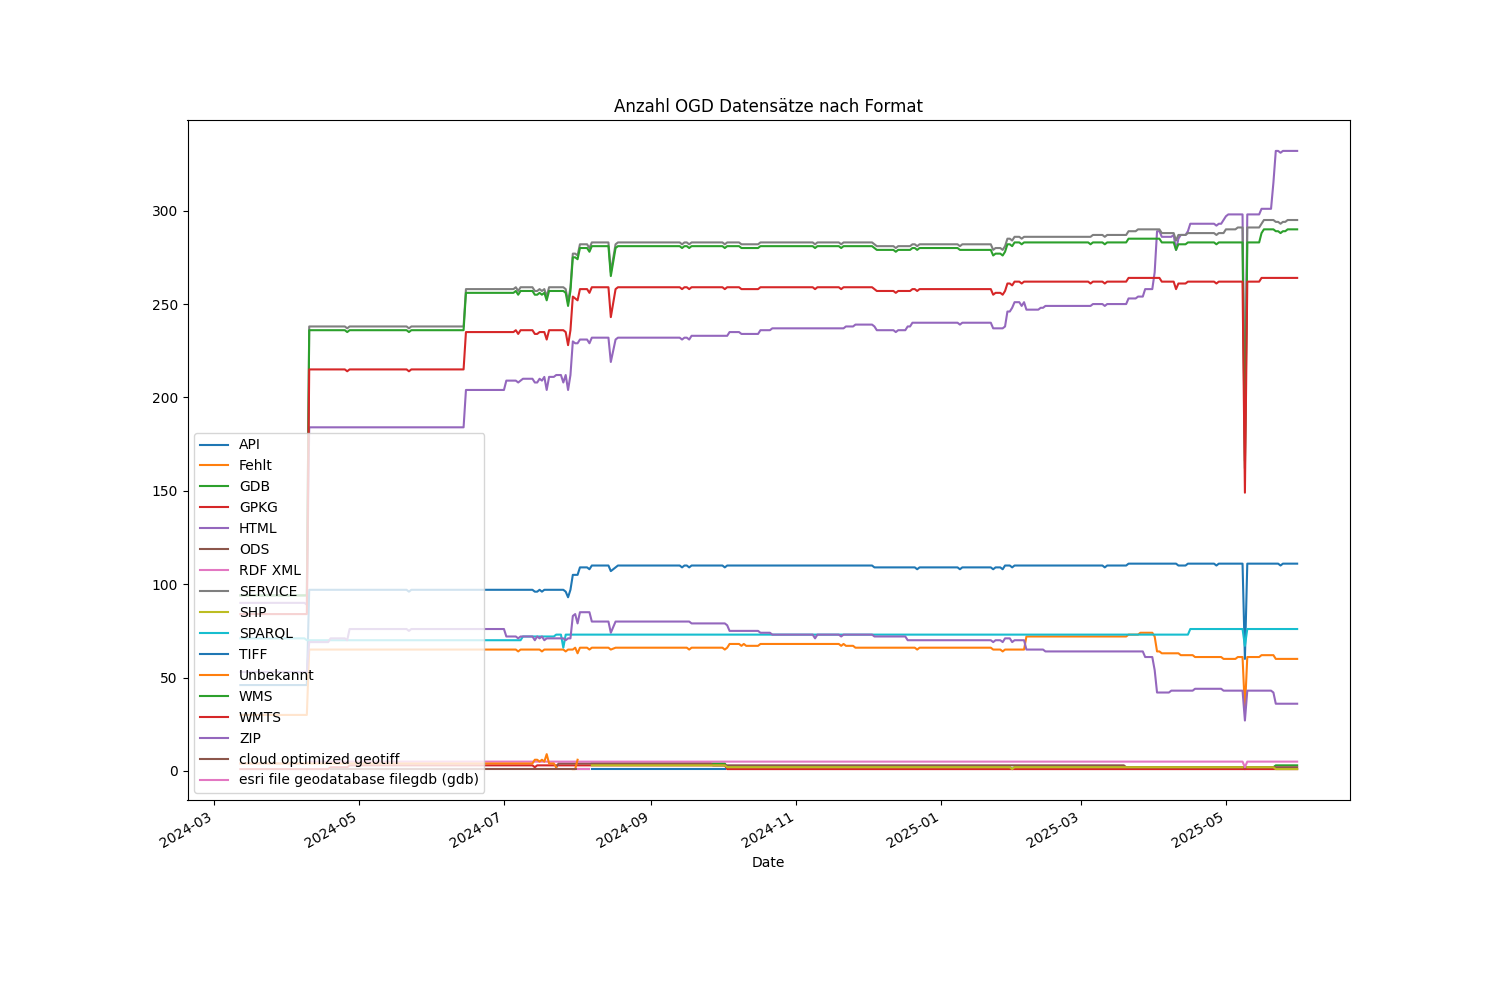 Anzahl OGD Datensätze nach Format
300
250
200
150
100
50
0
API
Fehlt
GDB
GPKG
HTML
ODS
RDF XML
SERVICE
SHP
SPARQL
TIFF
Unbekannt
WMS
WMTS
ZIP
cloud optimized geotiff
esri file geodatabase filegdb (gdb)
2024-03
2024-05
2024-07
2024-09
2024-11
2025-01
2025-03
2025-05
Date